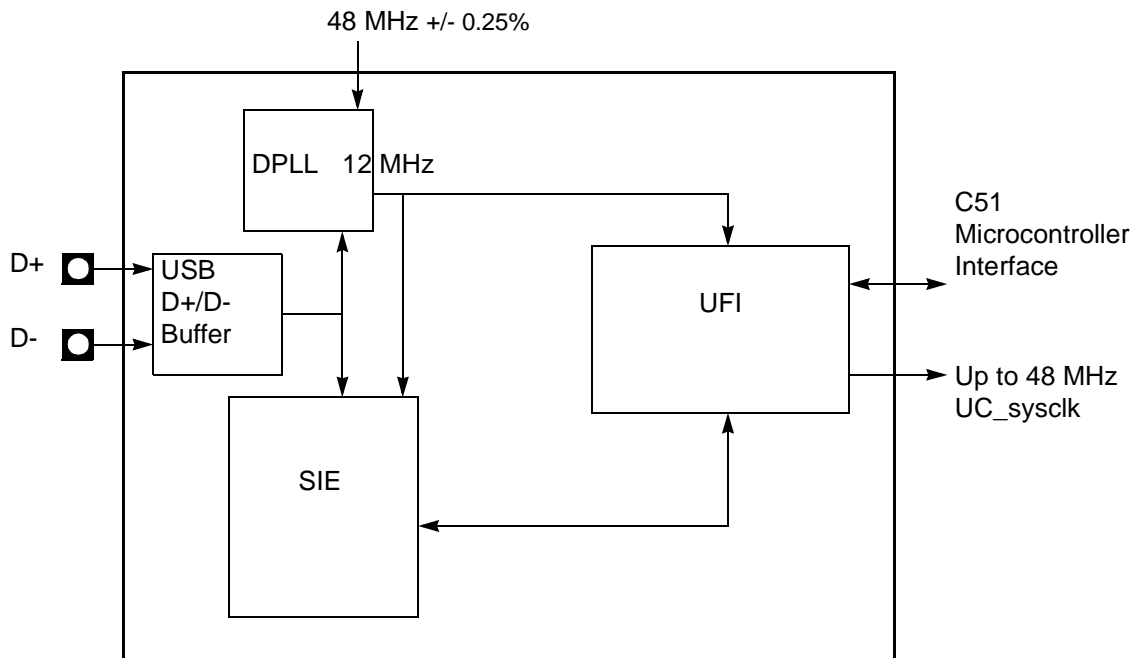 48 MHz +/- 0.25%
DPLL 12 MHz
C51
Microcontroller
Interface
D+
USB
D+/D-
Buffer
UFI
D-
Up to 48 MHz
UC_sysclk
SIE